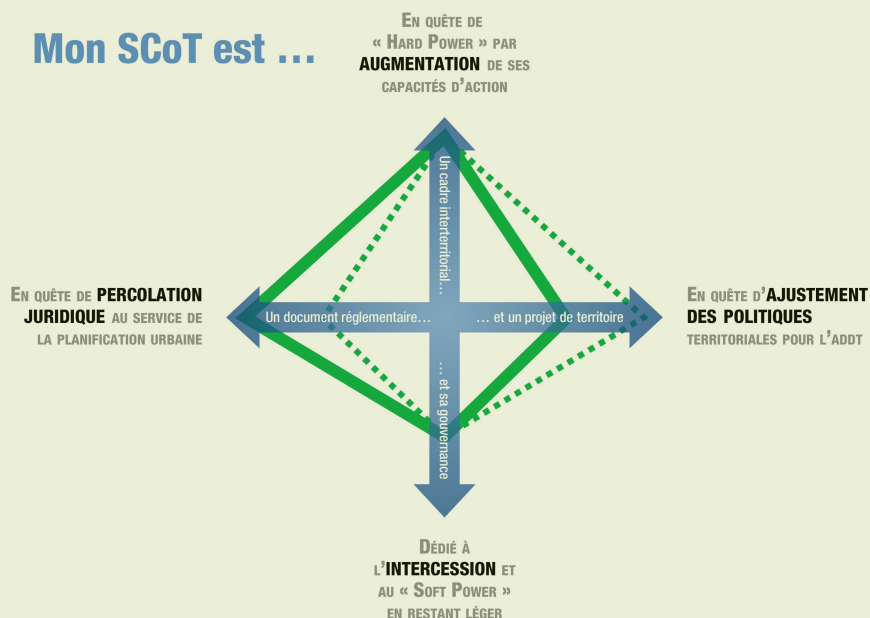 Mon SCoT est …
En quête de
« Hard Power » par
augmentation de ses
capacités d'action
Un cadre interterritorial…
En quête de percolation
juridique au service de
la planification urbaine
Un document réglementaire…
… et un projet de territoire
En quête d'ajustement
des politiques
territoriales pour l'ADDT
… et sa gouvernance
Dédié à
l'intercession et
au « Soft Power »
en restant léger